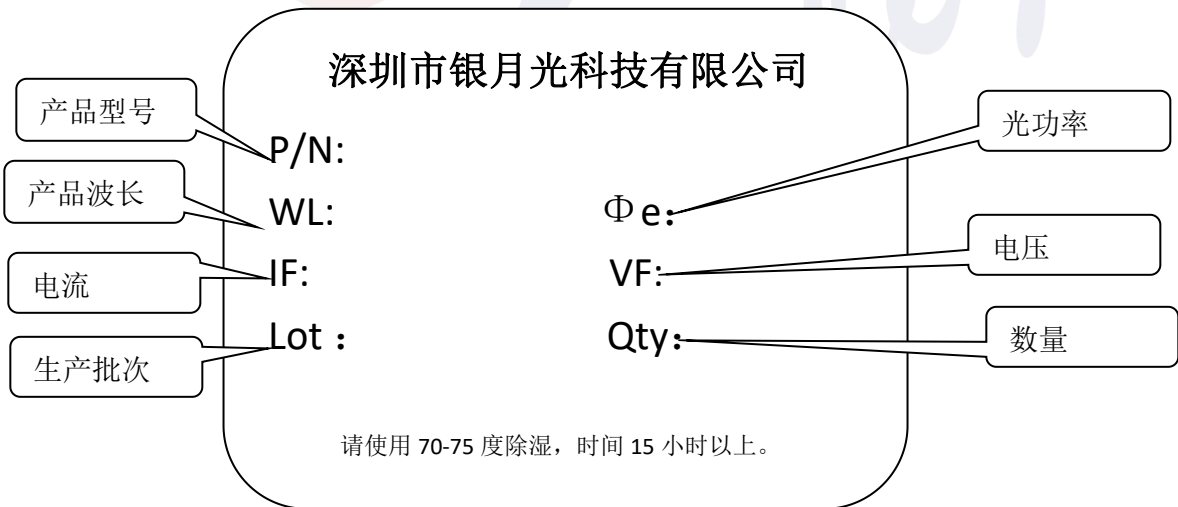 深圳市银月光科技有限公司
产品型号
P/N:
光功率
产品波长
WL:
Φe：
电流
IF:
VF:
电压
生产批次
Lot：
Qty：
数量
请使用 70-75 度除湿，时间 15 小时以上。